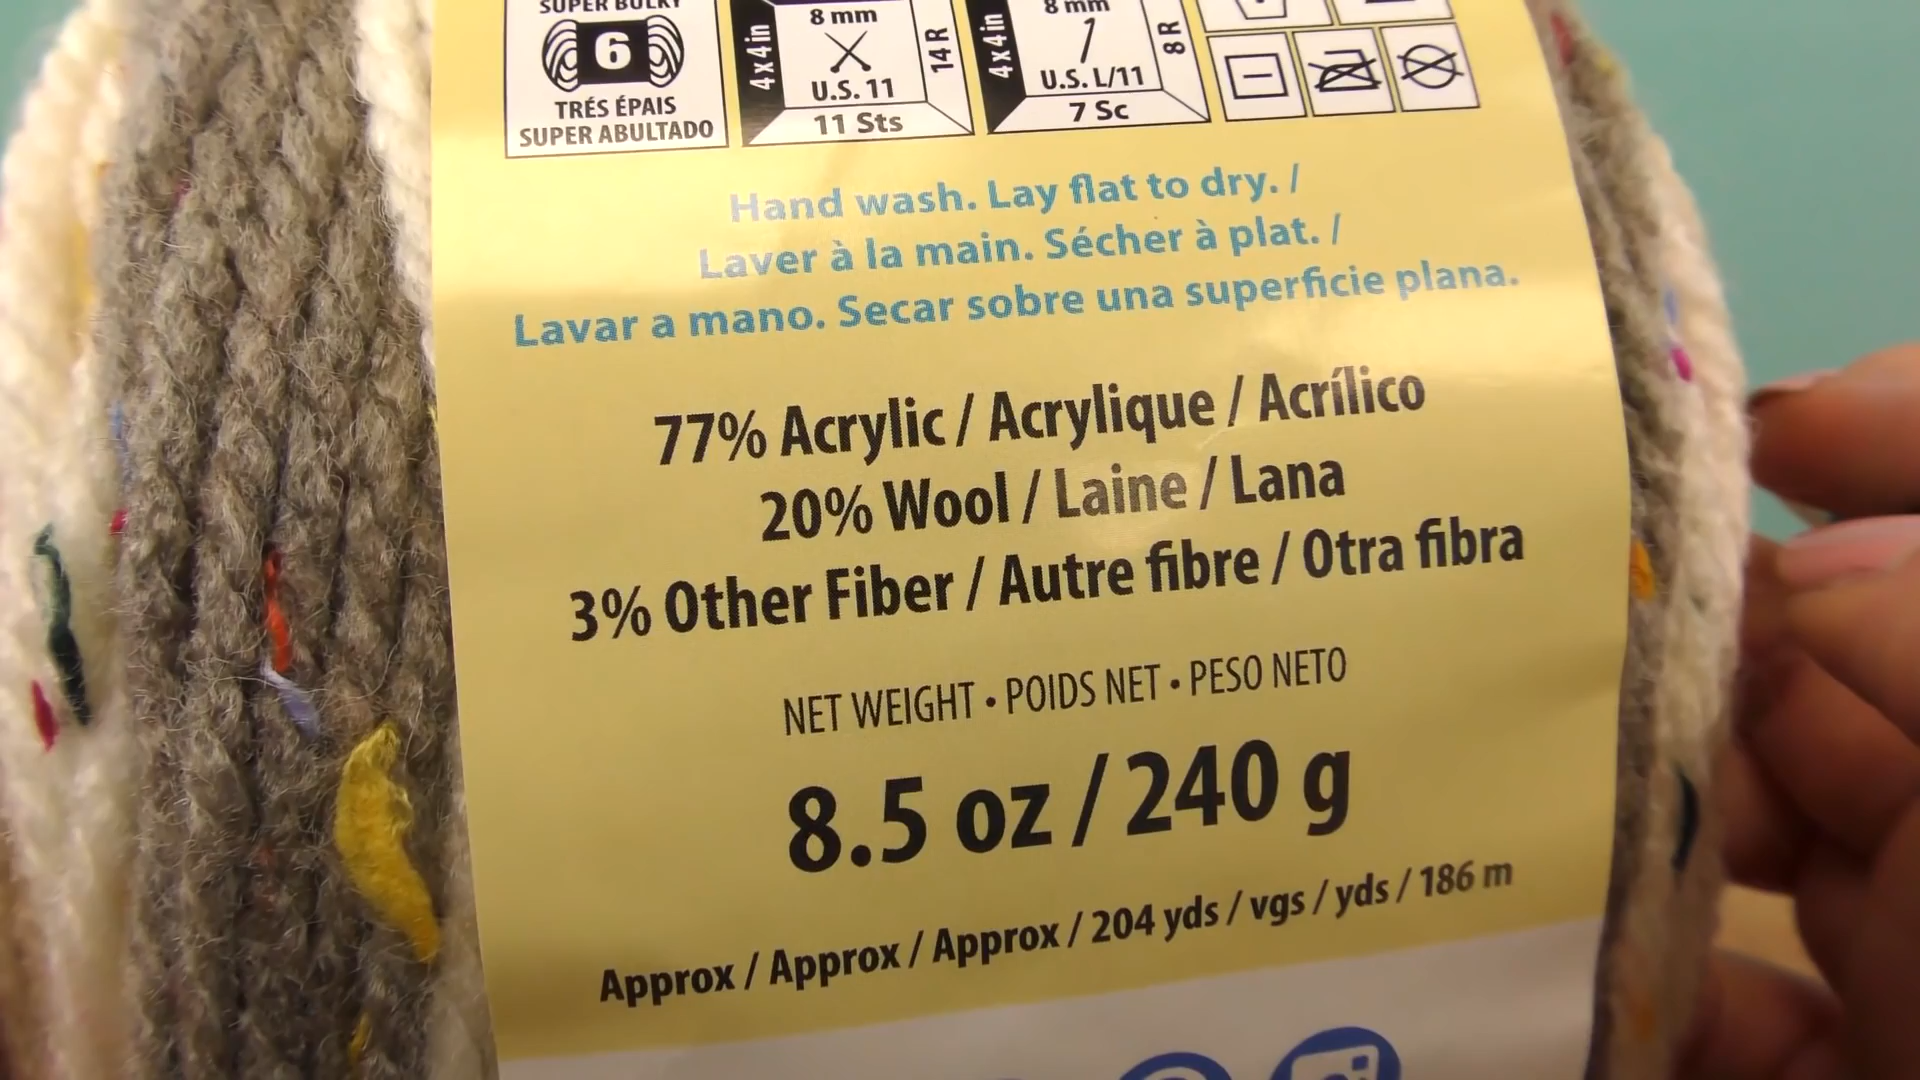 SUPER BULKY
6
TRÉS ÉPAIS
SUPER ABULTADO
4 x 4 in
8 mm
U.S. 11
11 Sts
14 R
4 x 4 in
8 mm
U.S. L/11
7 Sc
8 R
Hand wash. Lay flat to dry. /
Laver à la main. Sécher à plat. /
Lavar a mano. Secar sobre una superficie plana.
77% Acrylic / Acrylique / Acrílico
20% Wool / Laine / Lana
3% Other Fiber / Autre fibre / Otra fibra
NET WEIGHT • POIDS NET • PESO NETO
8.5 oz / 240 g
Approx / Approx / Approx / 204 yds / vgs / yds / 186 m